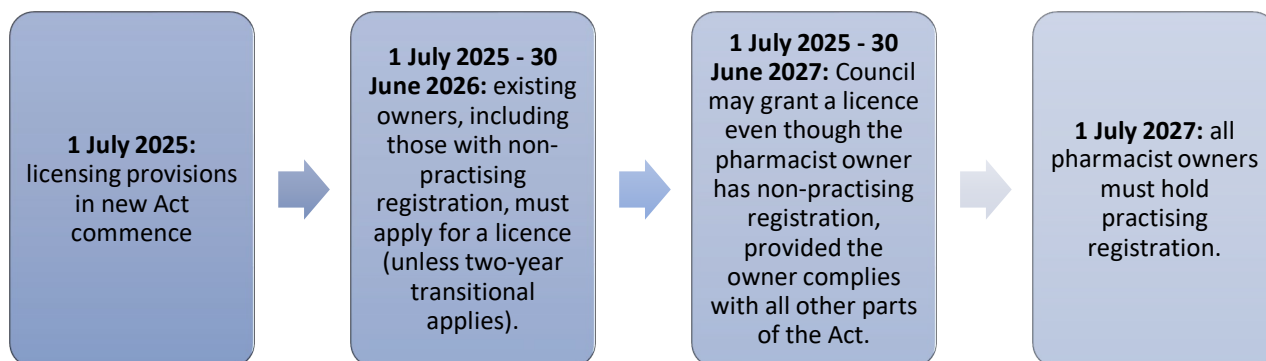 1 July 2025:
licensing provisions
in new Act
commence
1 July 2025 - 30
June 2026: existing
owners, including
those with non-
practising
registration, must
apply for a licence
(unless two-year
transitional
applies).
1 July 2025 - 30
June 2027: Council
may grant a licence
even though the
pharmacist owner
has non-practising
registration,
provided the
owner complies
with all other parts
of the Act.
1 July 2027: all
pharmacist owners
must hold
practising
registration.